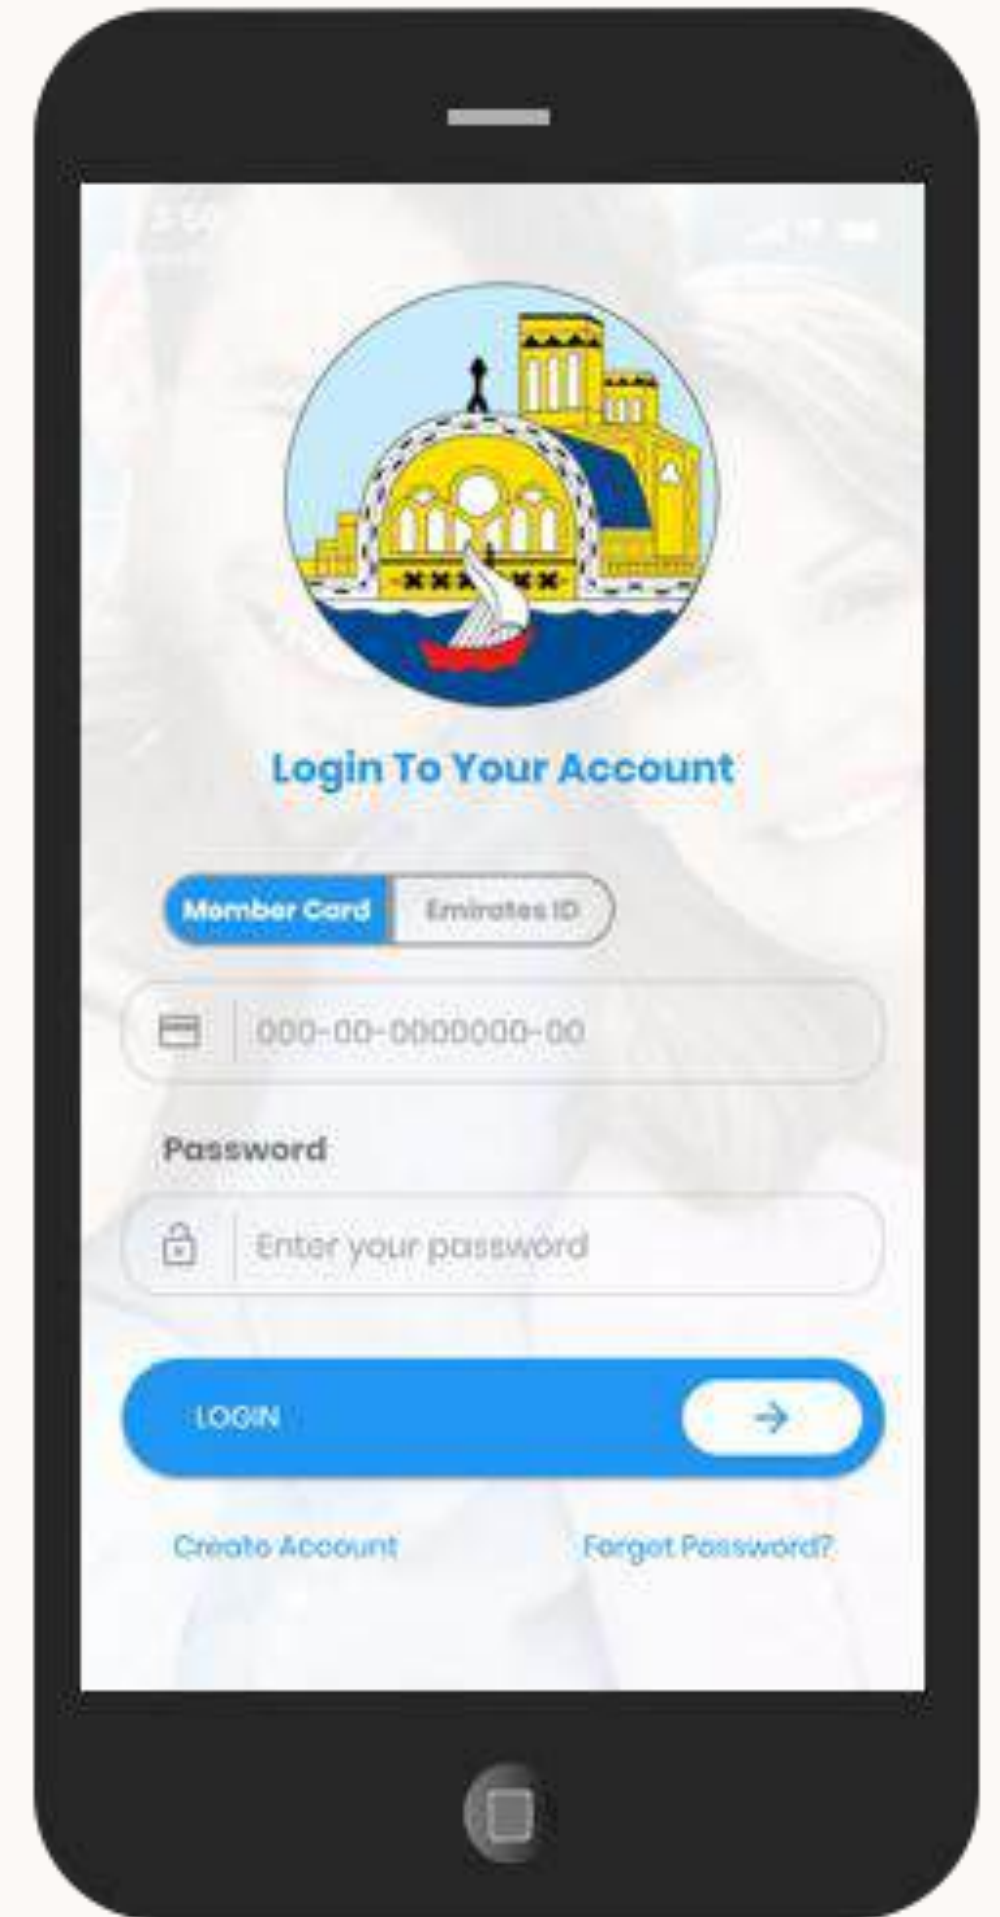 Login To Your Account
Member Card
Emirates ID
000-00-0000000-00
Password
Enter your password
LOGIN
Create Account
Forgot Password?